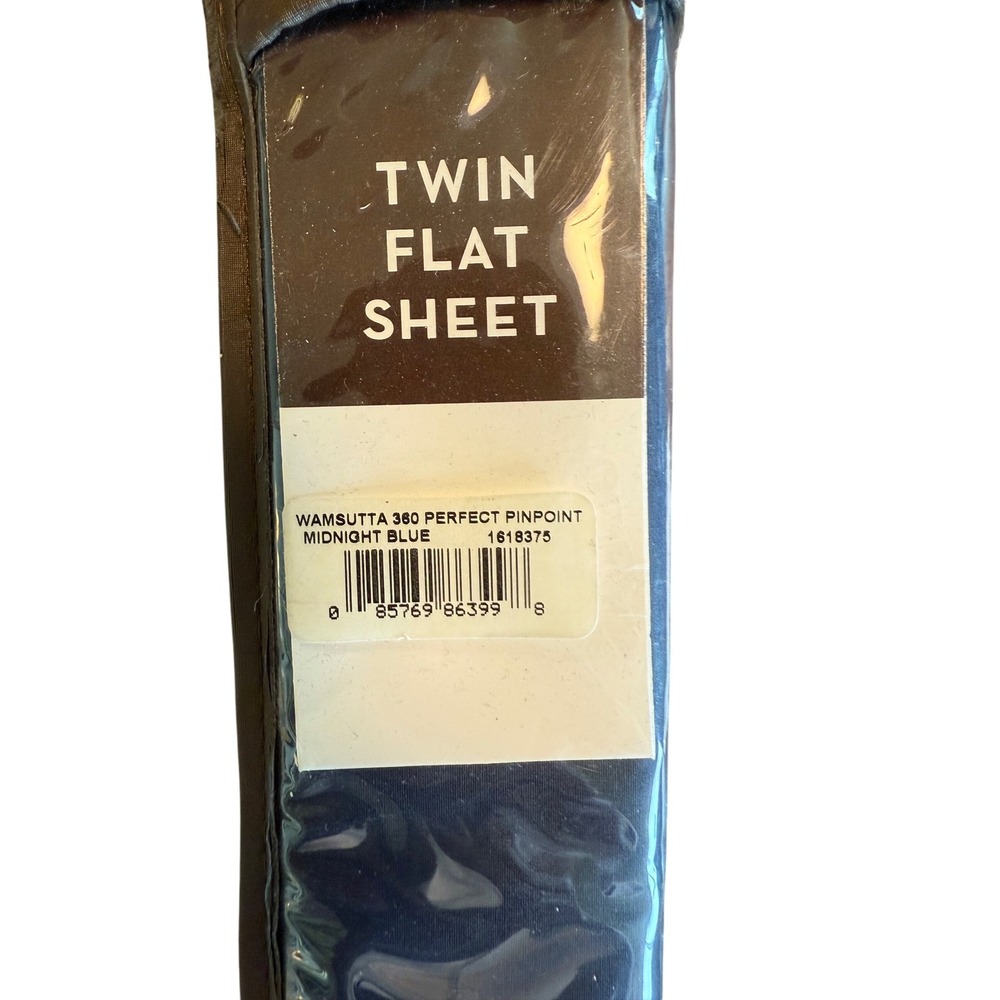 TWIN
FLAT
SHEET
WAMSUTTA 360 PERFECT PINPOINT
MIDNIGHT BLUE 1618375
0 85769 86399 8